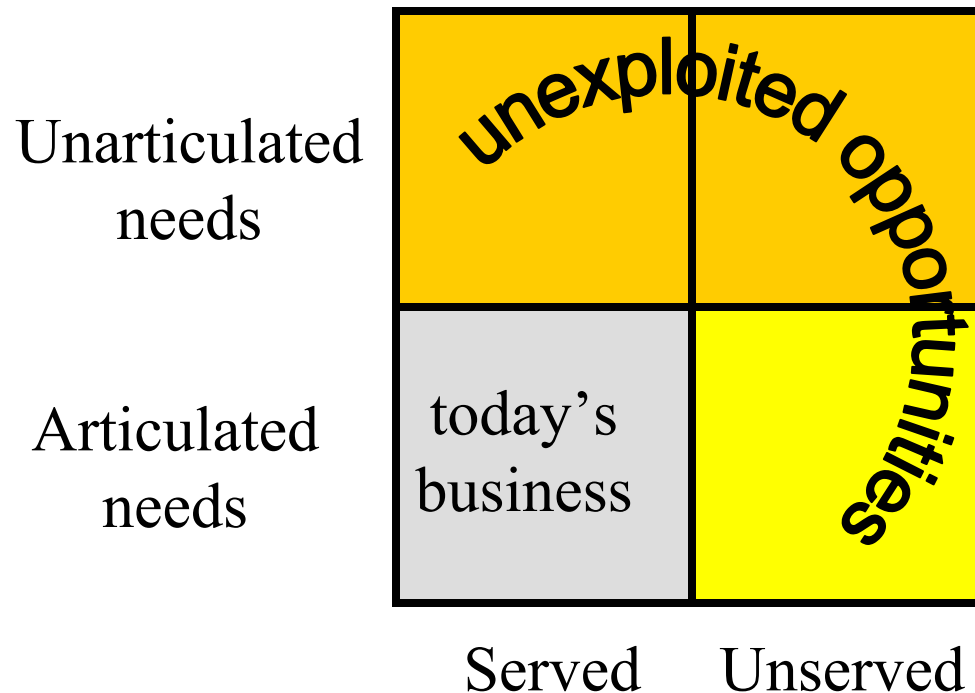 unexploited opportunities
Unarticulated
needs
Articulated
needs
today’s
business
Served
Unserved